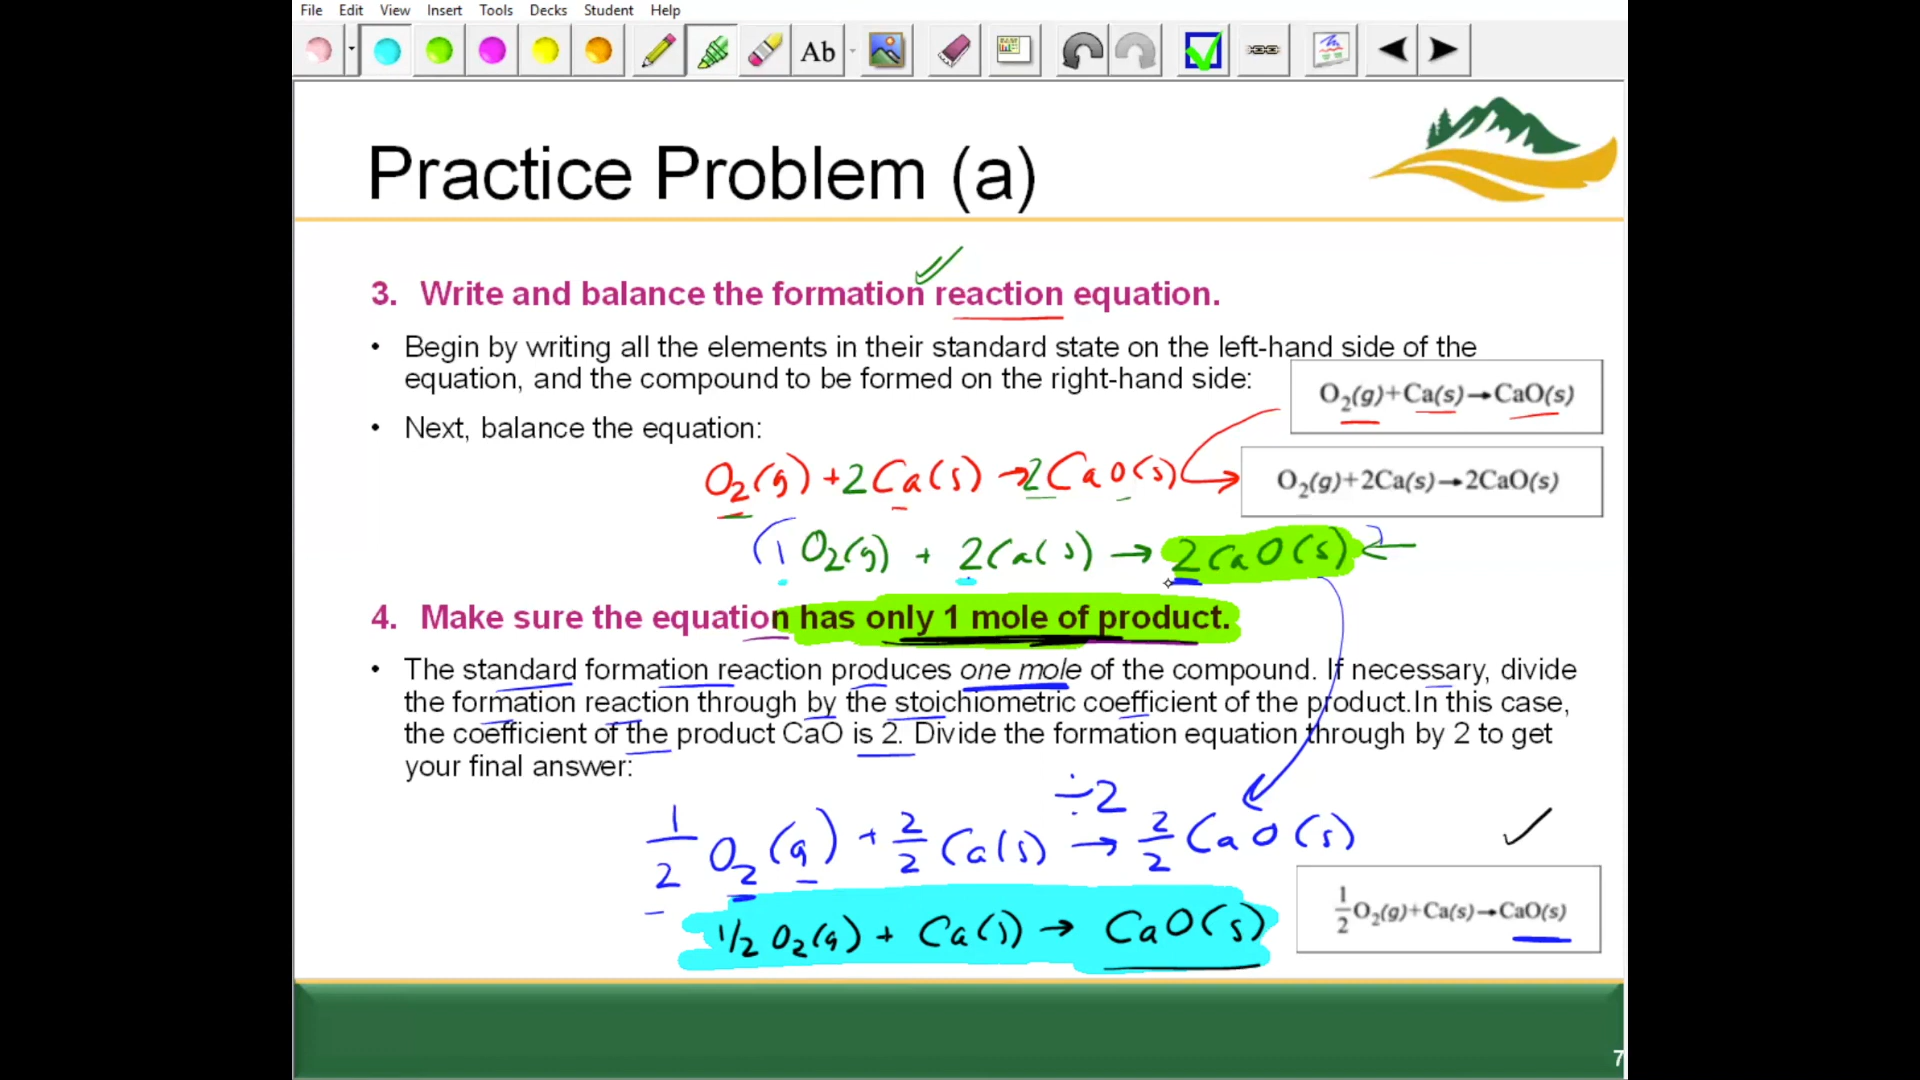 File Edit View Insert Tools Decks Student Help
Ab
Practice Problem (a)
3. Write and balance the formation reaction equation.
• Begin by writing all the elements in their standard state on the left-hand side of the
equation, and the compound to be formed on the right-hand side:
O₂(g)+Ca(s)→CaO(s)
• Next, balance the equation:
O₂(g) + 2Ca(s) → 2CaO(s)
O₂(g)+2Ca(s)→2CaO(s)
(1 O₂(g) + 2Ca(s) → 2CaO(s))
4. Make sure the equation has only 1 mole of product.
• The standard formation reaction produces one mole of the compound. If necessary, divide
the formation reaction through by the stoichiometric coefficient of the product.In this case,
the coefficient of the product CaO is 2. Divide the formation equation through by 2 to get
your final answer:
÷2
1/2 O₂(g) + 2/2 Ca(s) → 2/2 CaO(s)
1/2 O₂(g) + Ca(s) → CaO(s)
1/2 O₂(g)+Ca(s)→CaO(s)
7